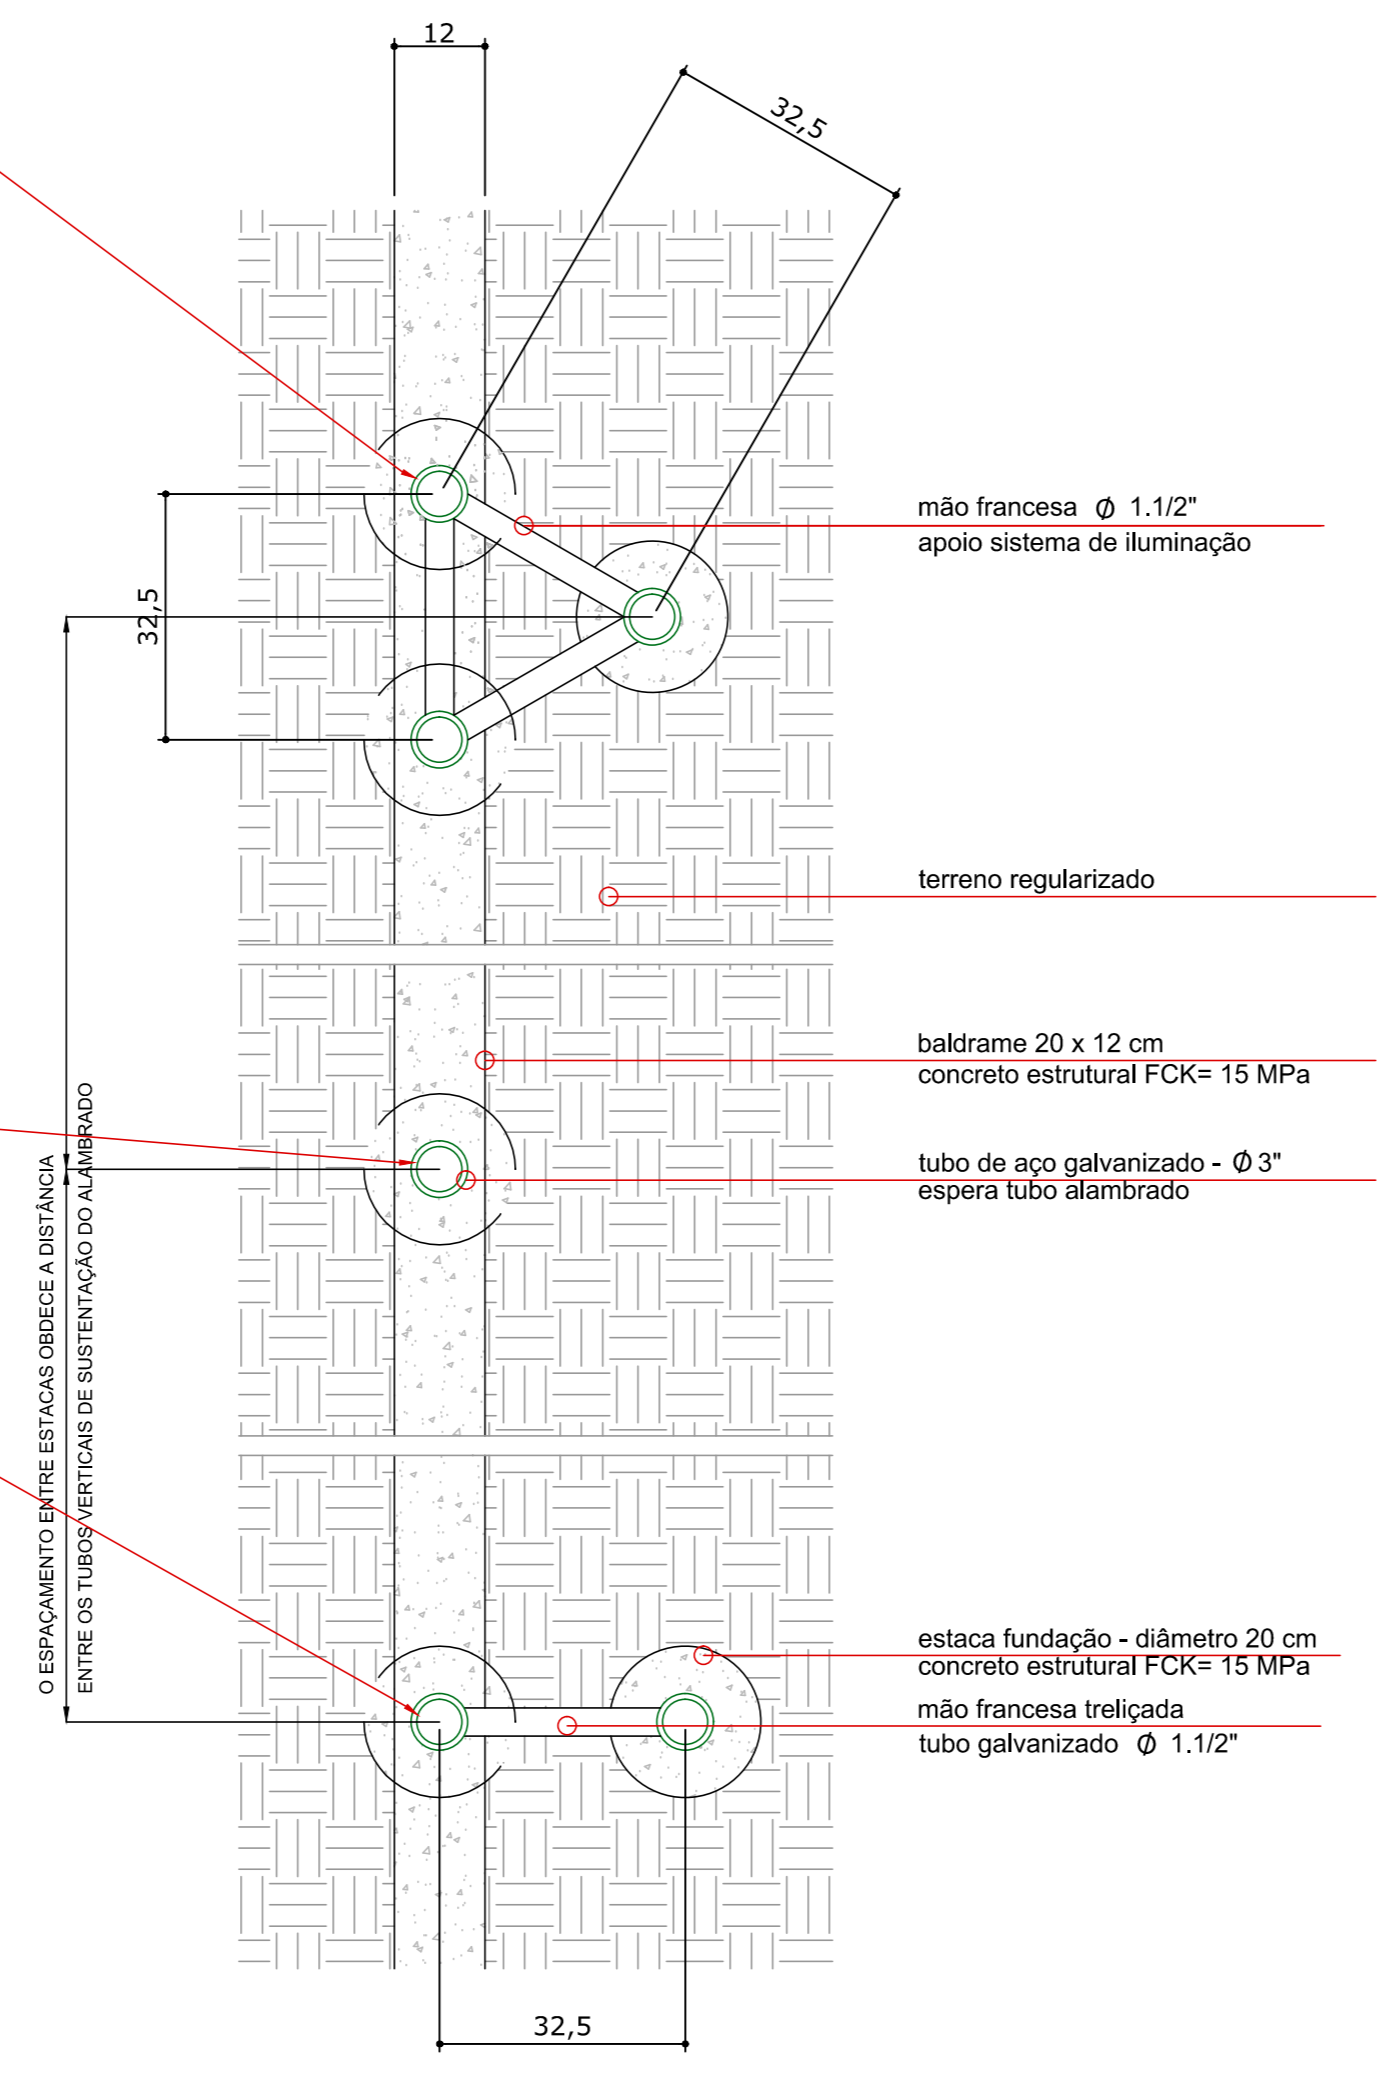 12
32,5
mão francesa Ø 1.1/2"
apoio sistema de iluminação
32,5
terreno regularizado
baldrame 20 x 12 cm
concreto estrutural FCK= 15 MPa
tubo de aço galvanizado - Ø 3"
espera tubo alambrado
O ESPAÇAMENTO ENTRE ESTACAS OBDECE A DISTÂNCIA
ENTRE OS TUBOS VERTICAIS DE SUSTENTAÇÃO DO ALAMBRADO
estaca fundação - diâmetro 20 cm
concreto estrutural FCK= 15 MPa
mão francesa treliçada
tubo galvanizado Ø 1.1/2"
32,5